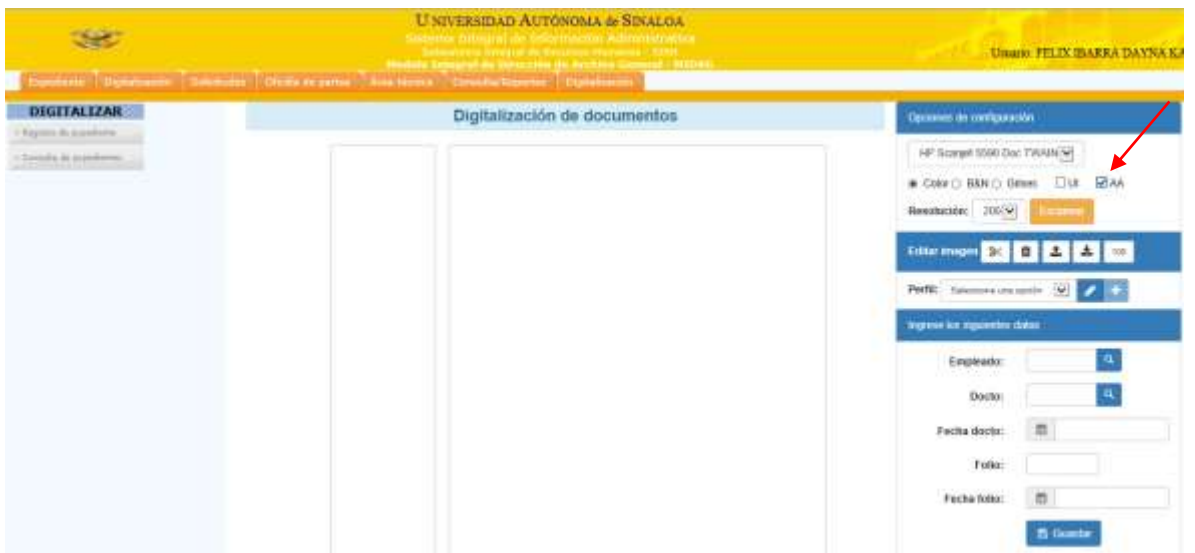 UNIVERSIDAD AUTÓNOMA de SINALOA
Sistema Integral de Información Administrativa
Usuario: FELIX IBARRA DAYNA KA
Expediente Digitalización Solicitudes Oficilía de partes Area técnica Consulta/Reportes Digitalización
DIGITALIZAR
Registro de expediente
Consulta de expedientes
Digitalización de documentos
Opciones de configuración
HP Scanjet 5590 Doc TWAIN
Color B&N Grises UI AA
Resolución: 200 Escanear
Editar imagen 100
Perfil: Seleccione una opción
Ingrese los siguientes datos
Empleado:
Docto:
Fecha docto:
Folio:
Fecha folio:
Guardar